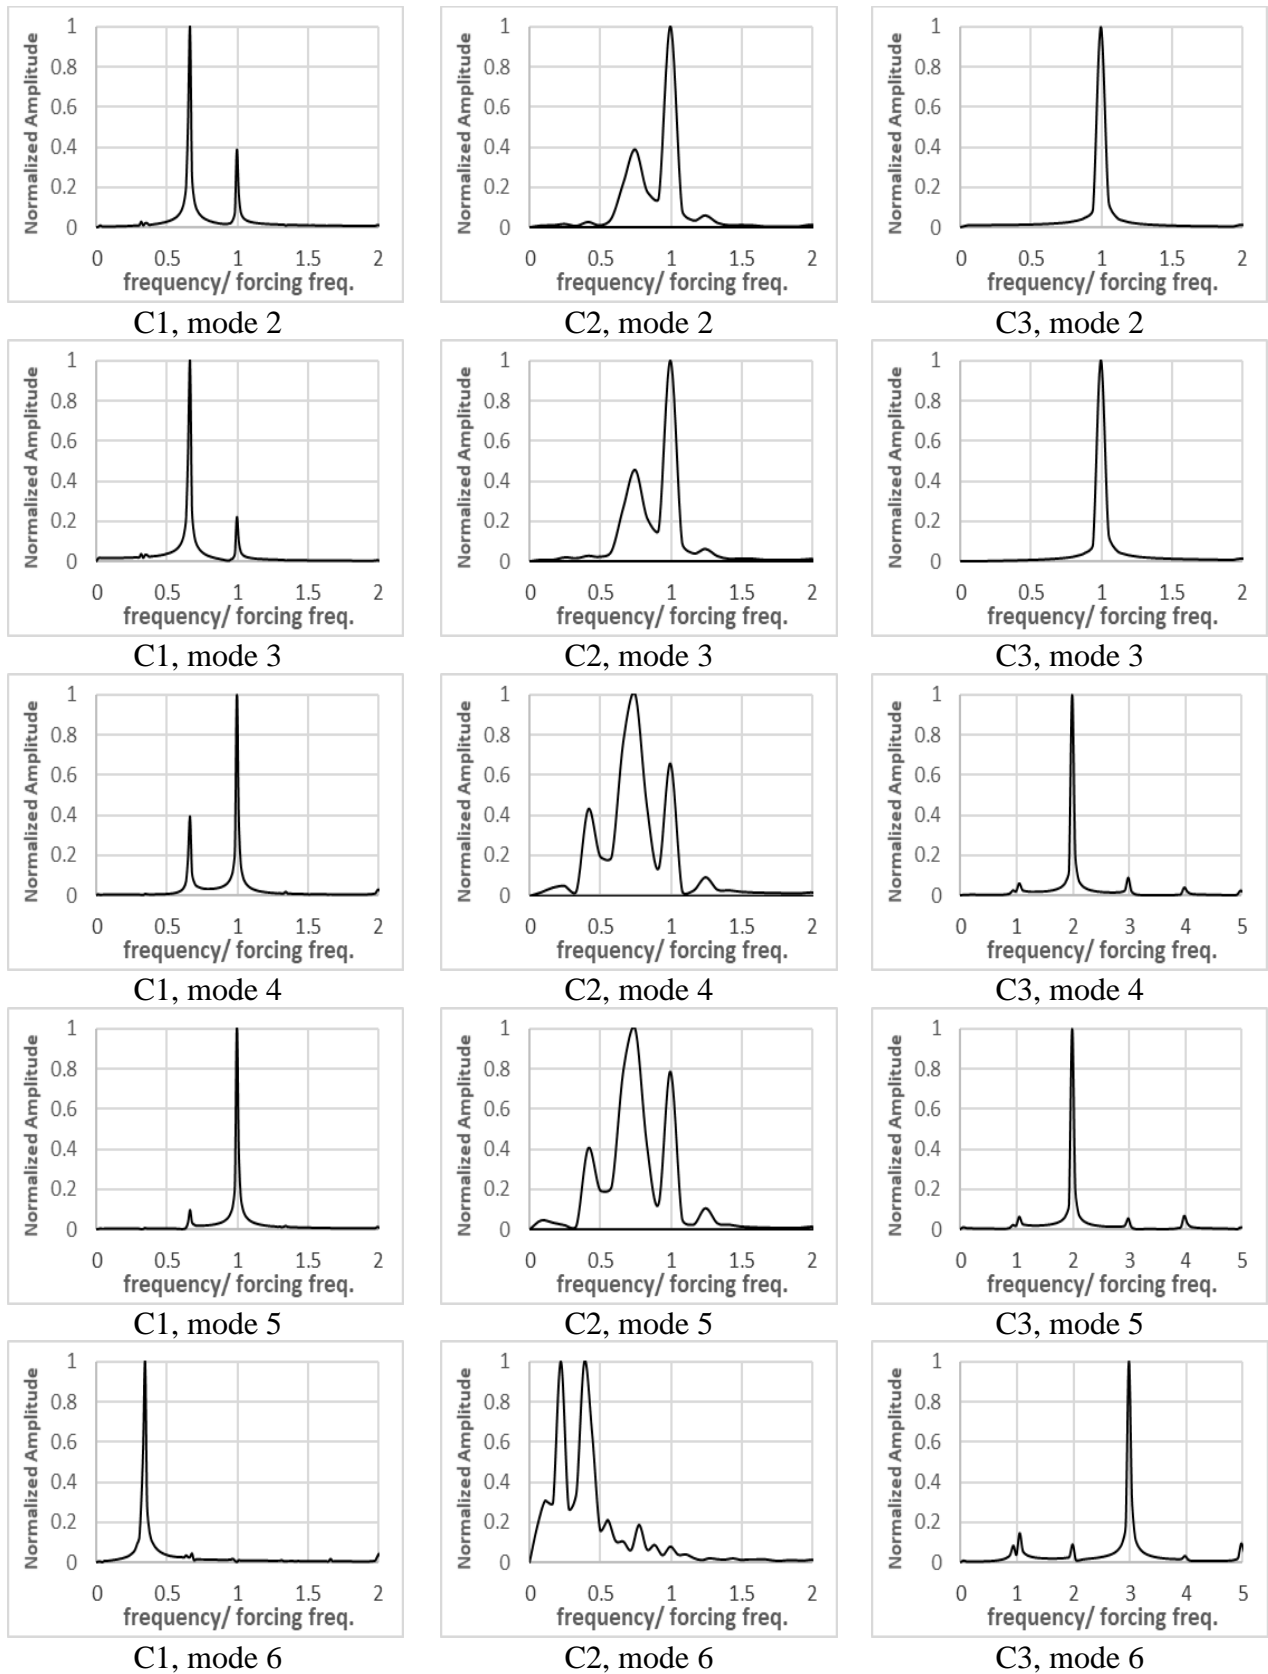 Normalized Amplitude
1
0.8
0.6
0.4
0.2
0
0 0.5 1 1.5 2
frequency/ forcing freq.
C1, mode 2
Normalized Amplitude
1
0.8
0.6
0.4
0.2
0
0 0.5 1 1.5 2
frequency/ forcing freq.
C2, mode 2
Normalized Amplitude
1
0.8
0.6
0.4
0.2
0
0 0.5 1 1.5 2
frequency/ forcing freq.
C3, mode 2
Normalized Amplitude
1
0.8
0.6
0.4
0.2
0
0 0.5 1 1.5 2
frequency/ forcing freq.
C1, mode 3
Normalized Amplitude
1
0.8
0.6
0.4
0.2
0
0 0.5 1 1.5 2
frequency/ forcing freq.
C2, mode 3
Normalized Amplitude
1
0.8
0.6
0.4
0.2
0
0 0.5 1 1.5 2
frequency/ forcing freq.
C3, mode 3
Normalized Amplitude
1
0.8
0.6
0.4
0.2
0
0 0.5 1 1.5 2
frequency/ forcing freq.
C1, mode 4
Normalized Amplitude
1
0.8
0.6
0.4
0.2
0
0 0.5 1 1.5 2
frequency/ forcing freq.
C2, mode 4
Normalized Amplitude
1
0.8
0.6
0.4
0.2
0
0 1 2 3 4 5
frequency/ forcing freq.
C3, mode 4
Normalized Amplitude
1
0.8
0.6
0.4
0.2
0
0 0.5 1 1.5 2
frequency/ forcing freq.
C1, mode 5
Normalized Amplitude
1
0.8
0.6
0.4
0.2
0
0 0.5 1 1.5 2
frequency/ forcing freq.
C2, mode 5
Normalized Amplitude
1
0.8
0.6
0.4
0.2
0
0 1 2 3 4 5
frequency/ forcing freq.
C3, mode 5
Normalized Amplitude
1
0.8
0.6
0.4
0.2
0
0 0.5 1 1.5 2
frequency/ forcing freq.
C1, mode 6
Normalized Amplitude
1
0.8
0.6
0.4
0.2
0
0 0.5 1 1.5 2
frequency/ forcing freq.
C2, mode 6
Normalized Amplitude
1
0.8
0.6
0.4
0.2
0
0 1 2 3 4 5
frequency/ forcing freq.
C3, mode 6